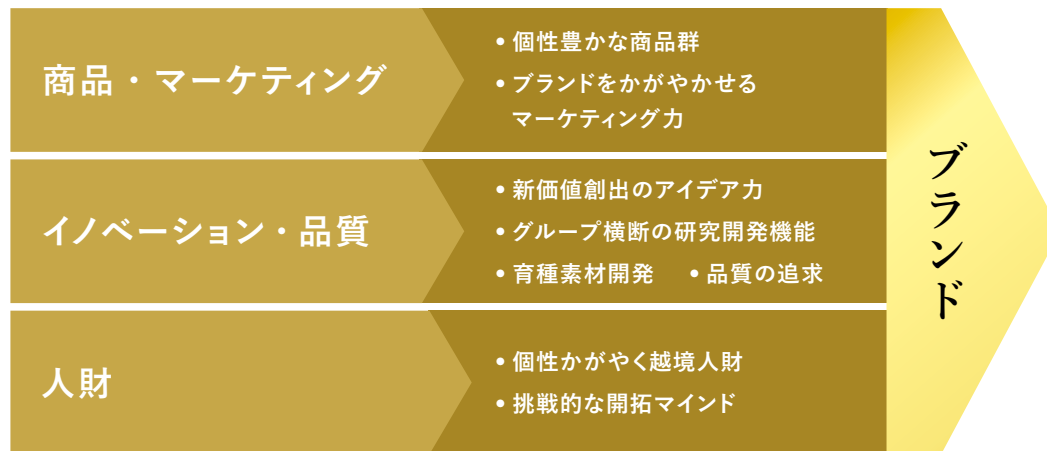 商品・マーケティング
• 個性豊かな商品群
• ブランドをかがやかせる
マーケティング力
イノベーション・品質
• 新価値創出のアイデア力
• グループ横断の研究開発機能
• 育種素材開発 • 品質の追求
人財
• 個性かがやく越境人財
• 挑戦的な開拓マインド
ブランド